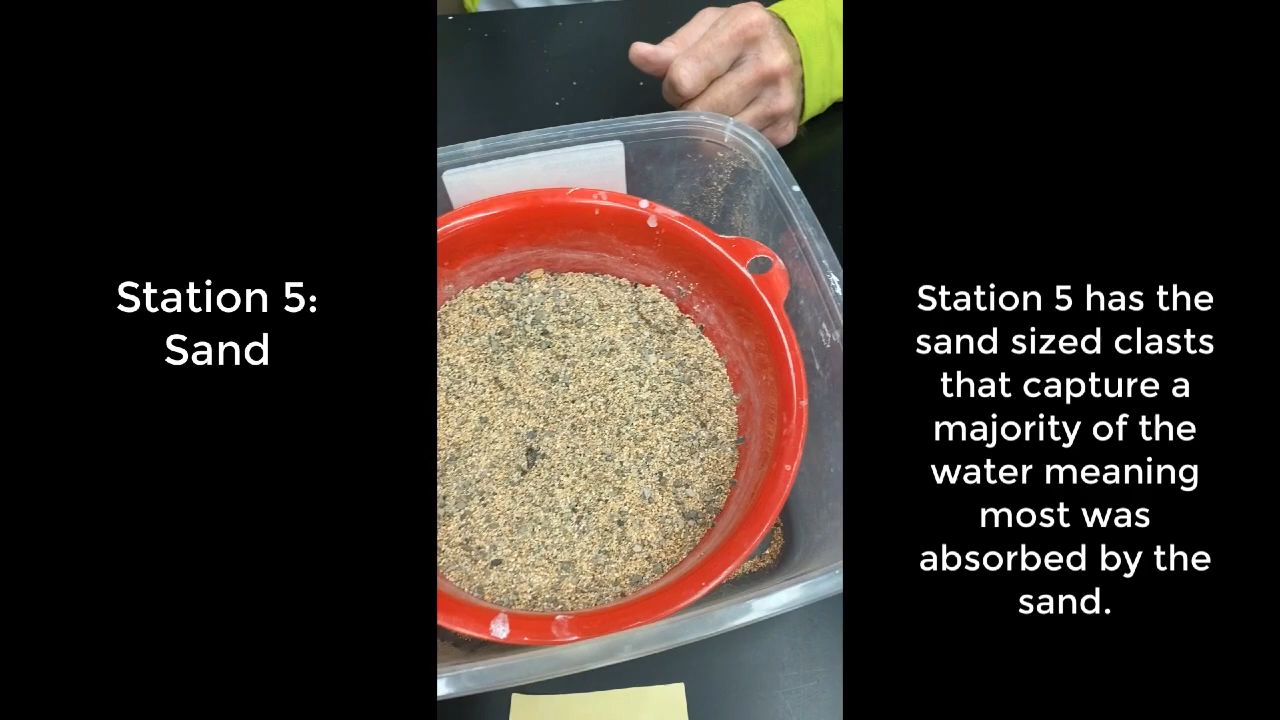 Station 5:
Sand
Station 5 has the
sand sized clasts
that capture a
majority of the
water meaning
most was
absorbed by the
sand.